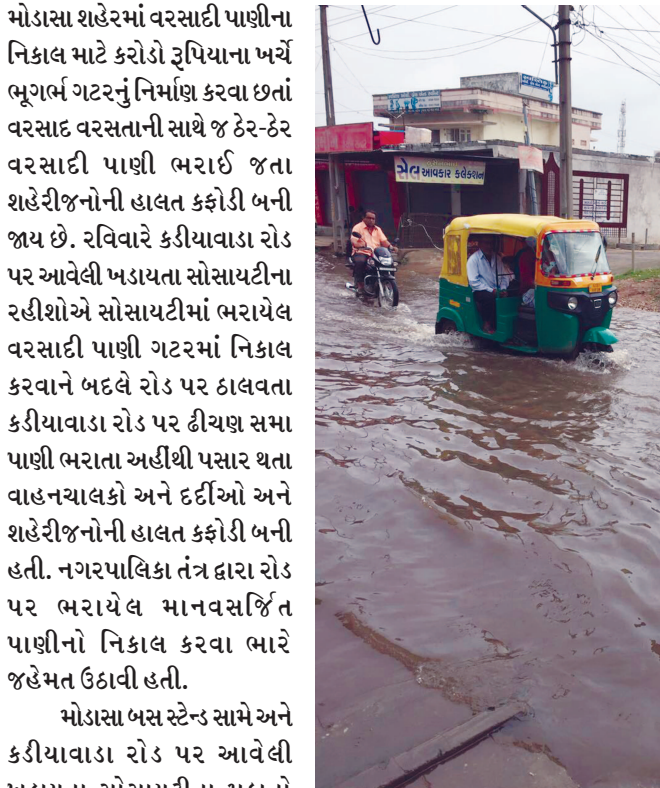 મોડાસા શહેરમાં વરસાદી પાણીના
નિકાલ માટે કરોડો રૂપિયાના ખર્ચે
ભૂગર્ભ ગટરનું નિર્માણ કરવા છતાં
વરસાદ વરસતાની સાથે જ ઠેર-ઠેર
વરસાદી પાણી ભરાઈ જતા
શહેરીજનોની હાલત કફોડી બની
જાય છે. રવિવારે કડીયાવાડા રોડ
પર આવેલી ખડાયતા સોસાયટીના
રહીશોએ સોસાયટીમાં ભરાયેલ
વરસાદી પાણી ગટરમાં નિકાલ
કરવાને બદલે રોડ પર ઠાલવતા
કડીયાવાડા રોડ પર ઢીચણ સમા
પાણી ભરાતા અહીંથી પસાર થતા
વાહનચાલકો અને દર્દીઓ અને
શહેરીજનોની હાલત કફોડી બની
હતી. નગરપાલિકા તંત્ર દ્વારા રોડ
પર ભરાયેલ માનવસર્જિત
પાણીનો નિકાલ કરવા ભારે
જહેમત ઉઠાવી હતી.
મોડાસા બસ સ્ટેન્ડ સામે અને
કડીયાવાડા રોડ પર આવેલી
સેલ આવકાર કલેકશન